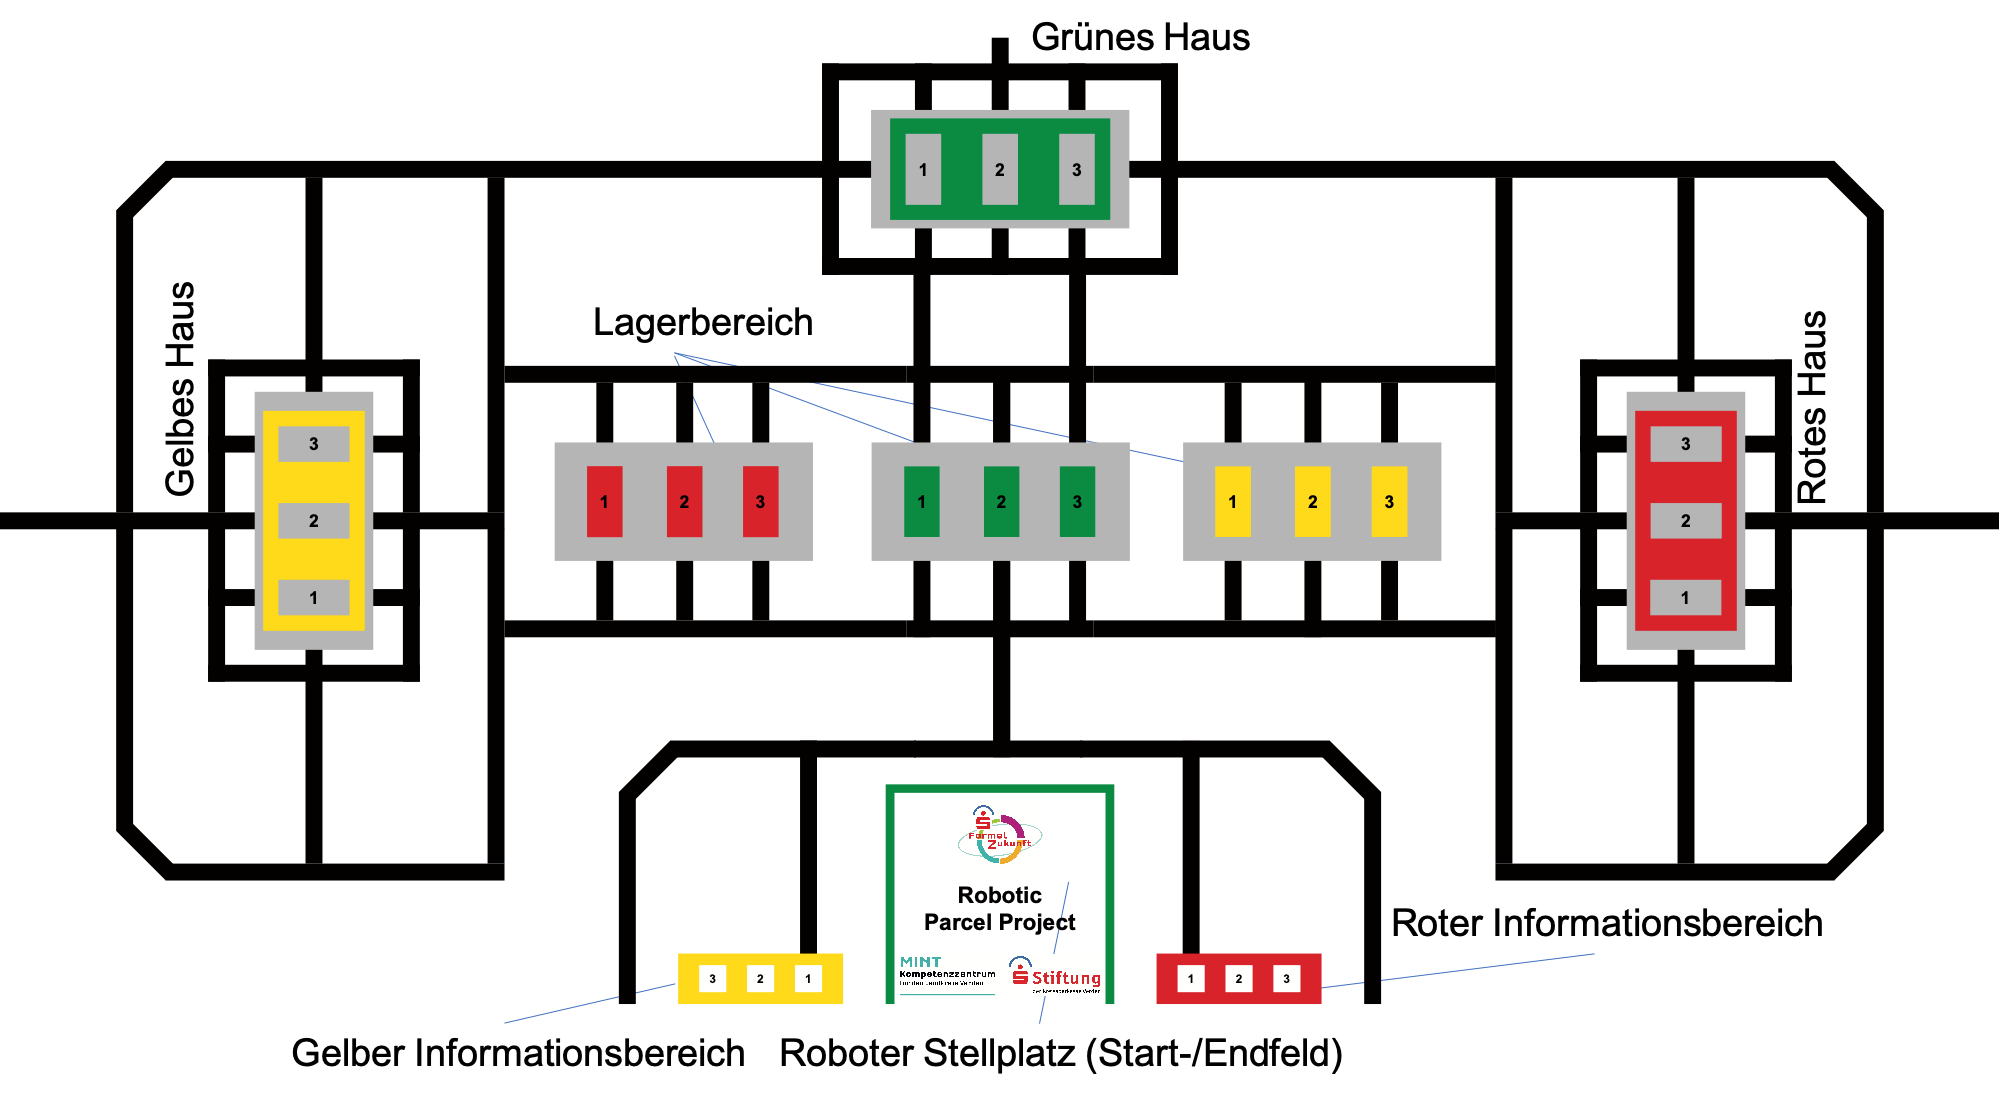 Grünes Haus
1 2 3
Gelbes Haus
Lagerbereich
Rotes Haus
3
2
1
1 2 3
1 2 3
1 2 3
3
2
1
S
Formel
Zukunft
Robotic
Parcel Project
MINT
Kompetenzzentrum
Stiftung
3 2 1
1 2 3
Roter Informationsbereich
Gelber Informationsbereich
Roboter Stellplatz (Start-/Endfeld)